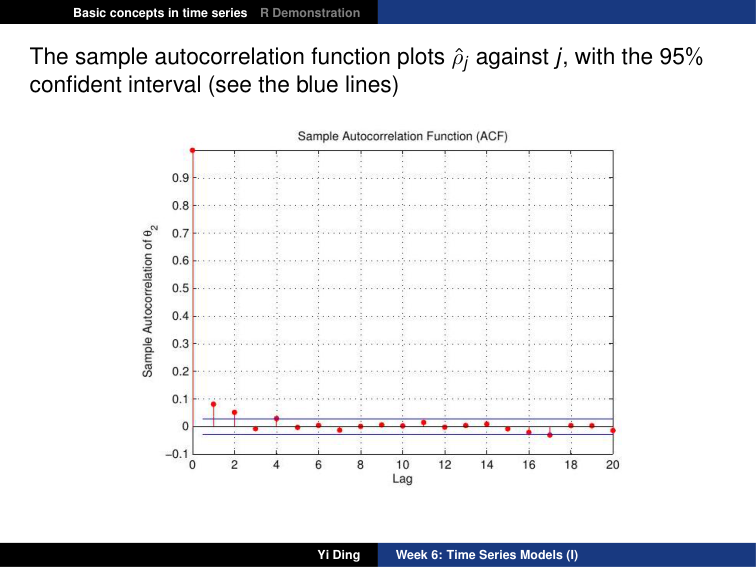 Basic concepts in time series R Demonstration
The sample autocorrelation function plots ρ̂j against j, with the 95%
confident interval (see the blue lines)
Sample Autocorrelation Function (ACF)
Sample Autocorrelation of θ2
0.9
0.8
0.7
0.6
0.5
0.4
0.3
0.2
0.1
0
−0.1
0 2 4 6 8 10 12 14 16 18 20
Lag
Yi Ding Week 6: Time Series Models (I)